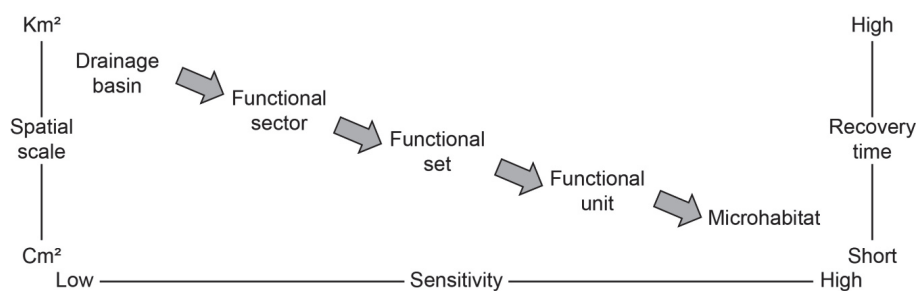 Km²
High
Drainage
basin
Functional
sector
Spatial
scale
Functional
set
Recovery
time
Functional
unit
Microhabitat
Cm²
Short
Low
Sensitivity
High